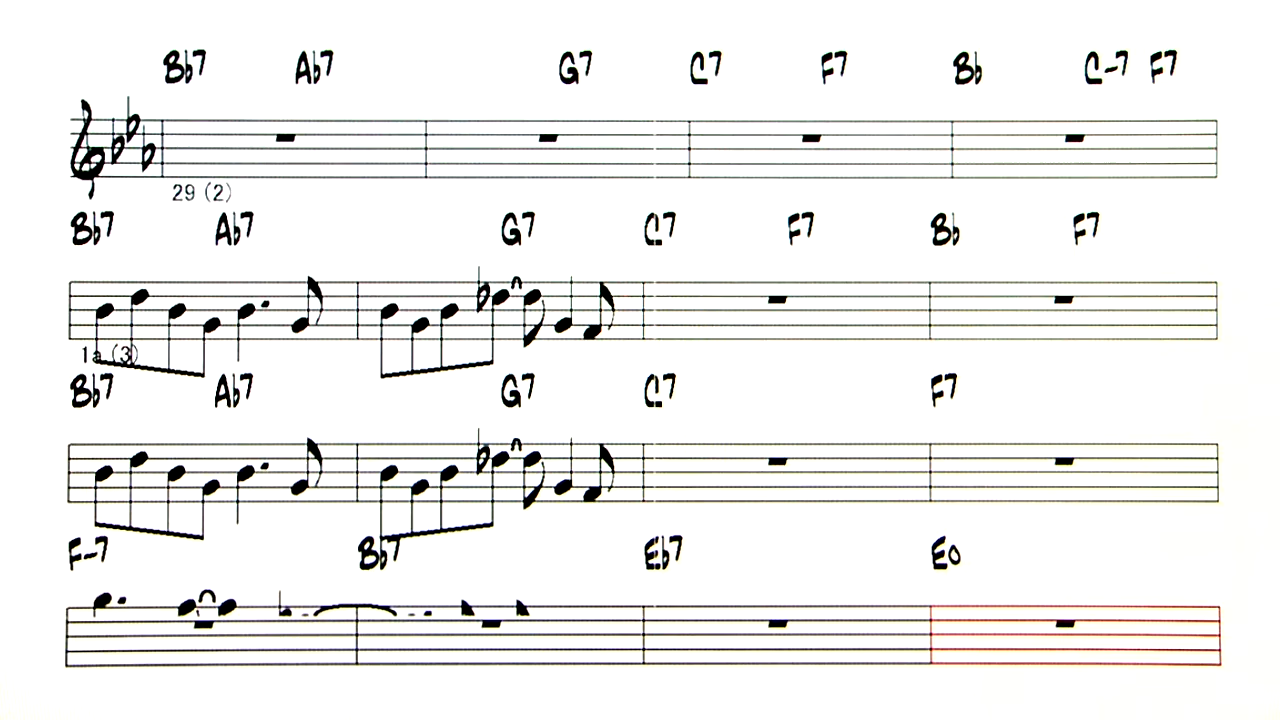 Bb7 Ab7 G7 C7 F7 Bb C-7 F7
29 (2)
Bb7 Ab7 G7 C7 F7 Bb F7
1a (3)
Bb7 Ab7 G7 C7 F7
F-7 Bb7 Eb7 Eo